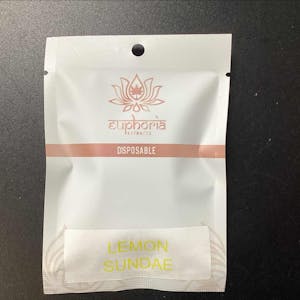 euphoria
EXTRACTS
DISPOSABLE
LEMON
SUNDAE